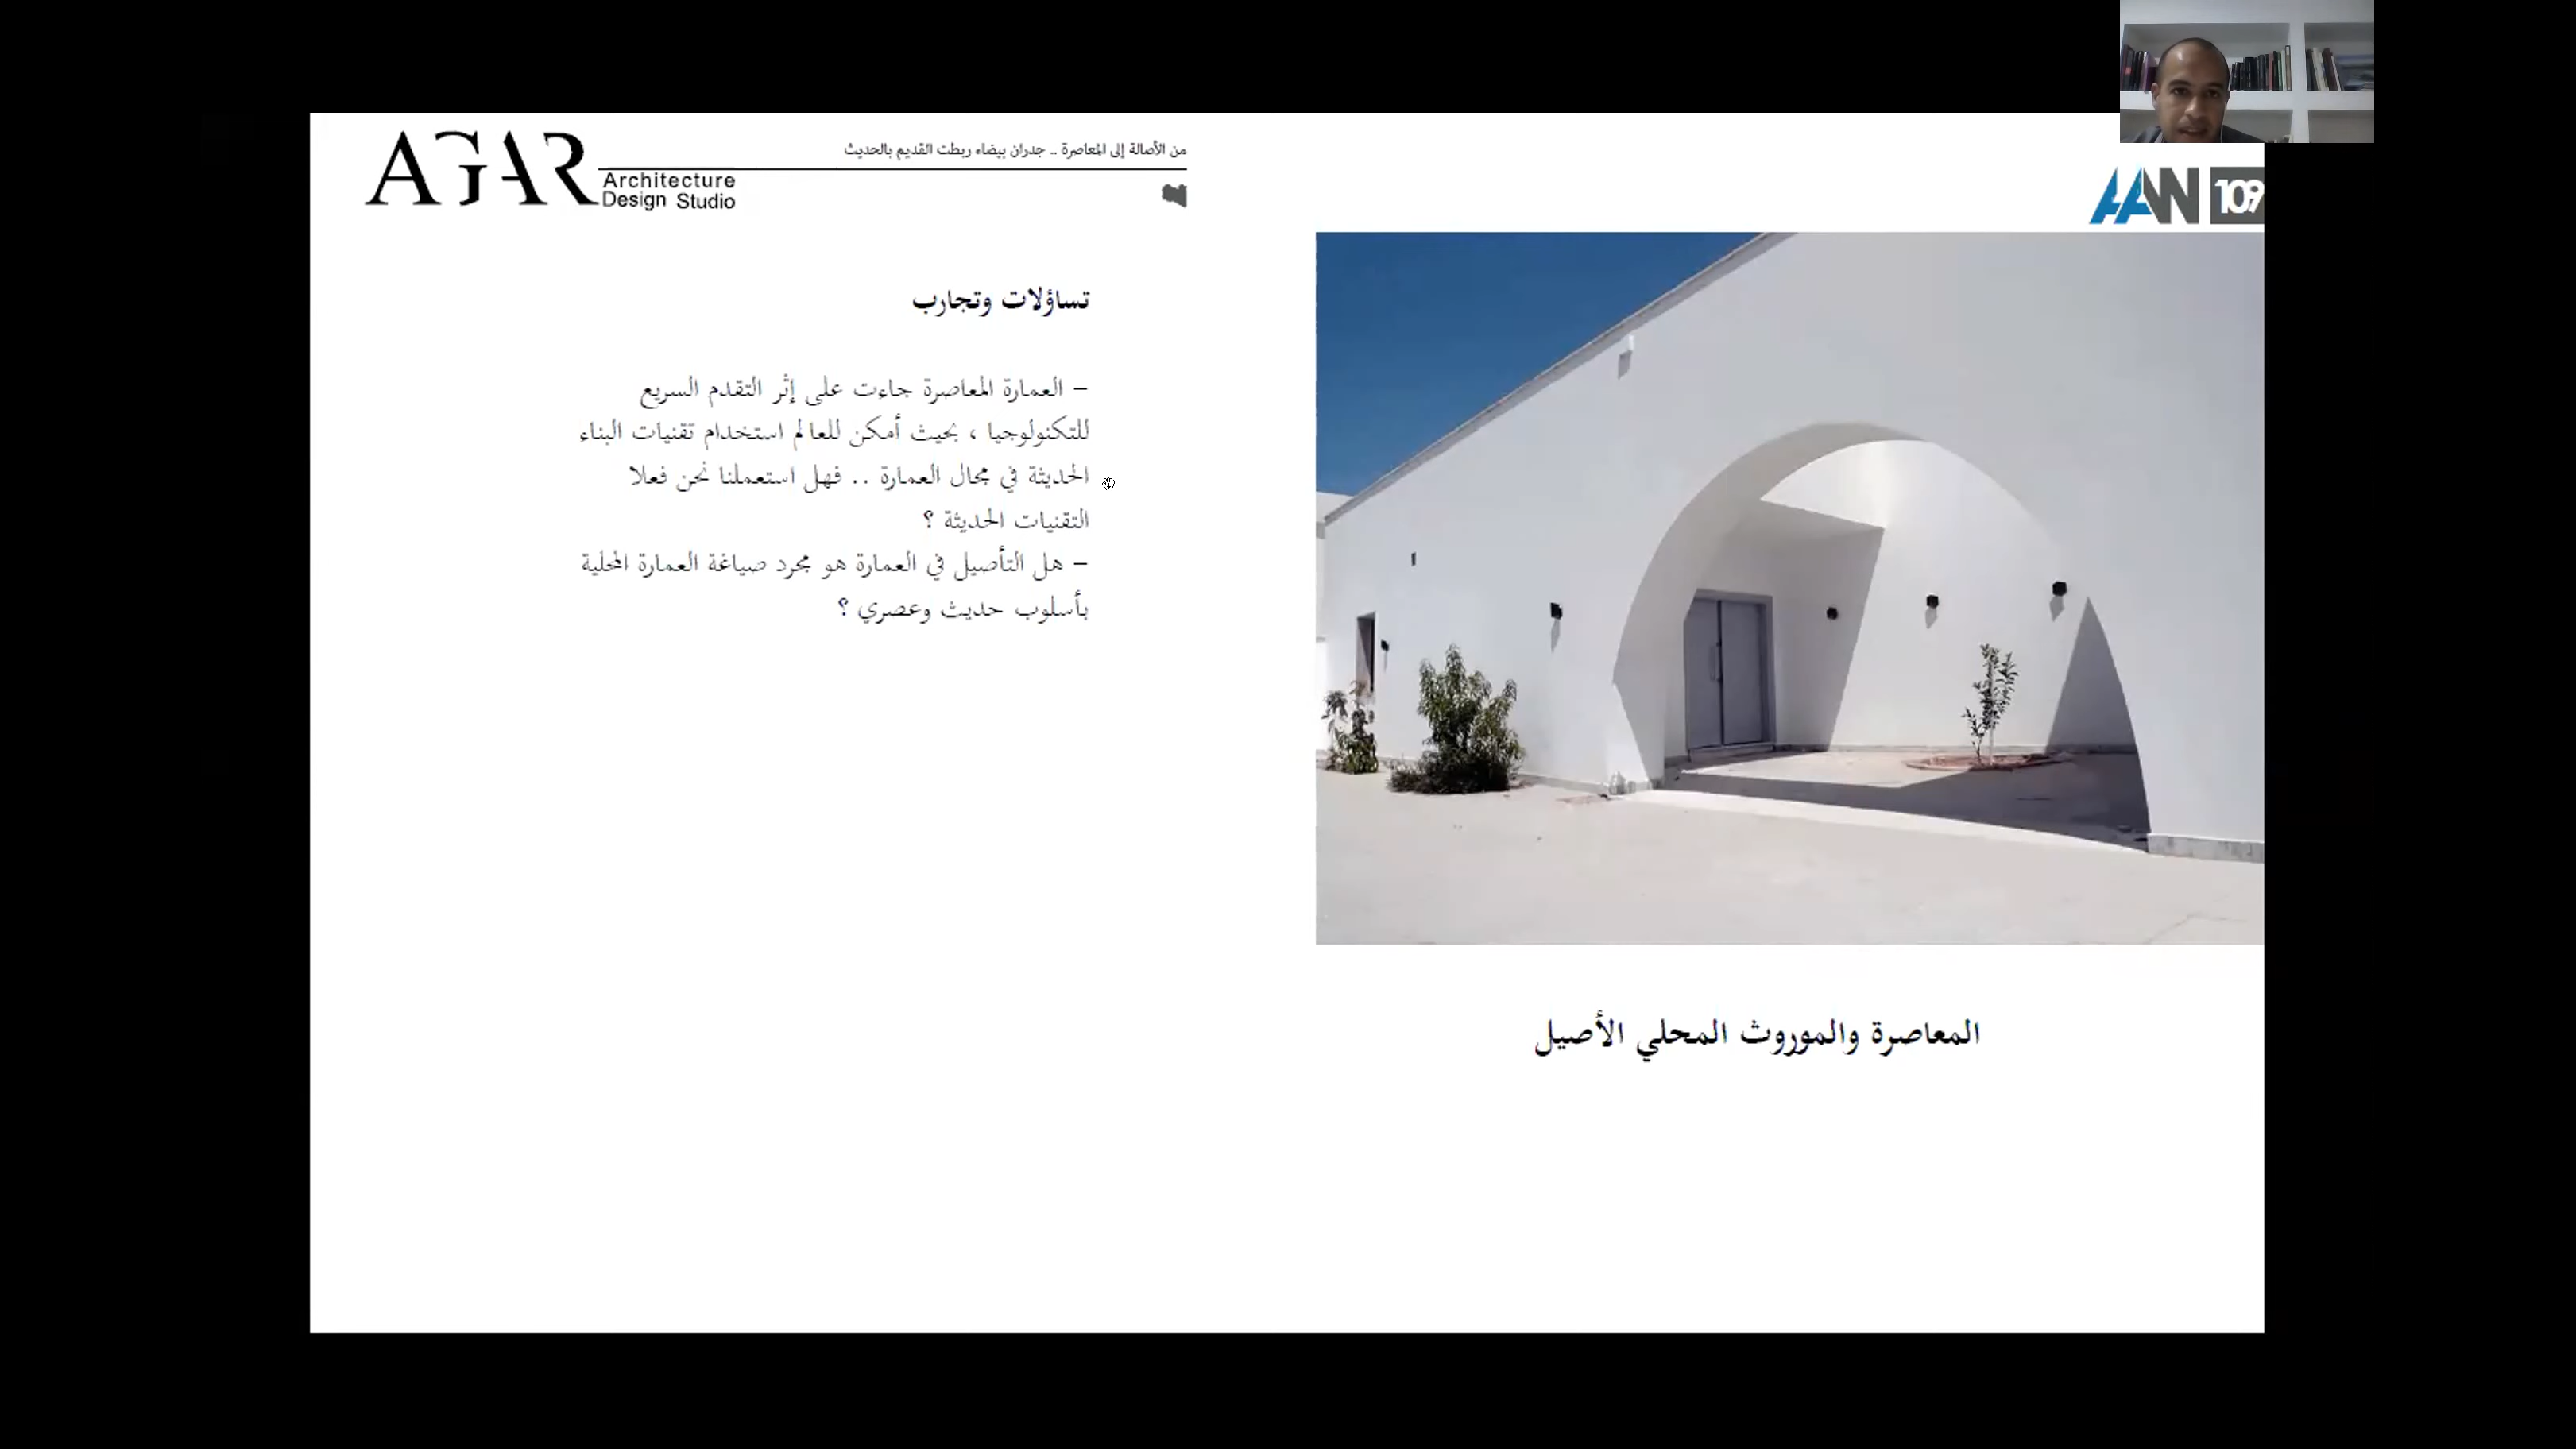 AGAR
Architecture
Design Studio
من الأصالة إلى المعاصرة .. جدران بيضاء ربطت القديم بالحديث
AAN 109
تساؤلات وتجارب
– العمارة المعاصرة جاءت على إثر التقدم السريع
للتكنولوجيا ، بحيث أمكن للعالم استخدام تقنيات البناء
الحديثة في مجال العمارة .. فهل استعملنا نحن فعلا
التقنيات الحديثة ؟
– هل التأصيل في العمارة هو مجرد صياغة العمارة المحلية
بأسلوب حديث وعصري ؟
المعاصرة والموروث المحلي الأصيل